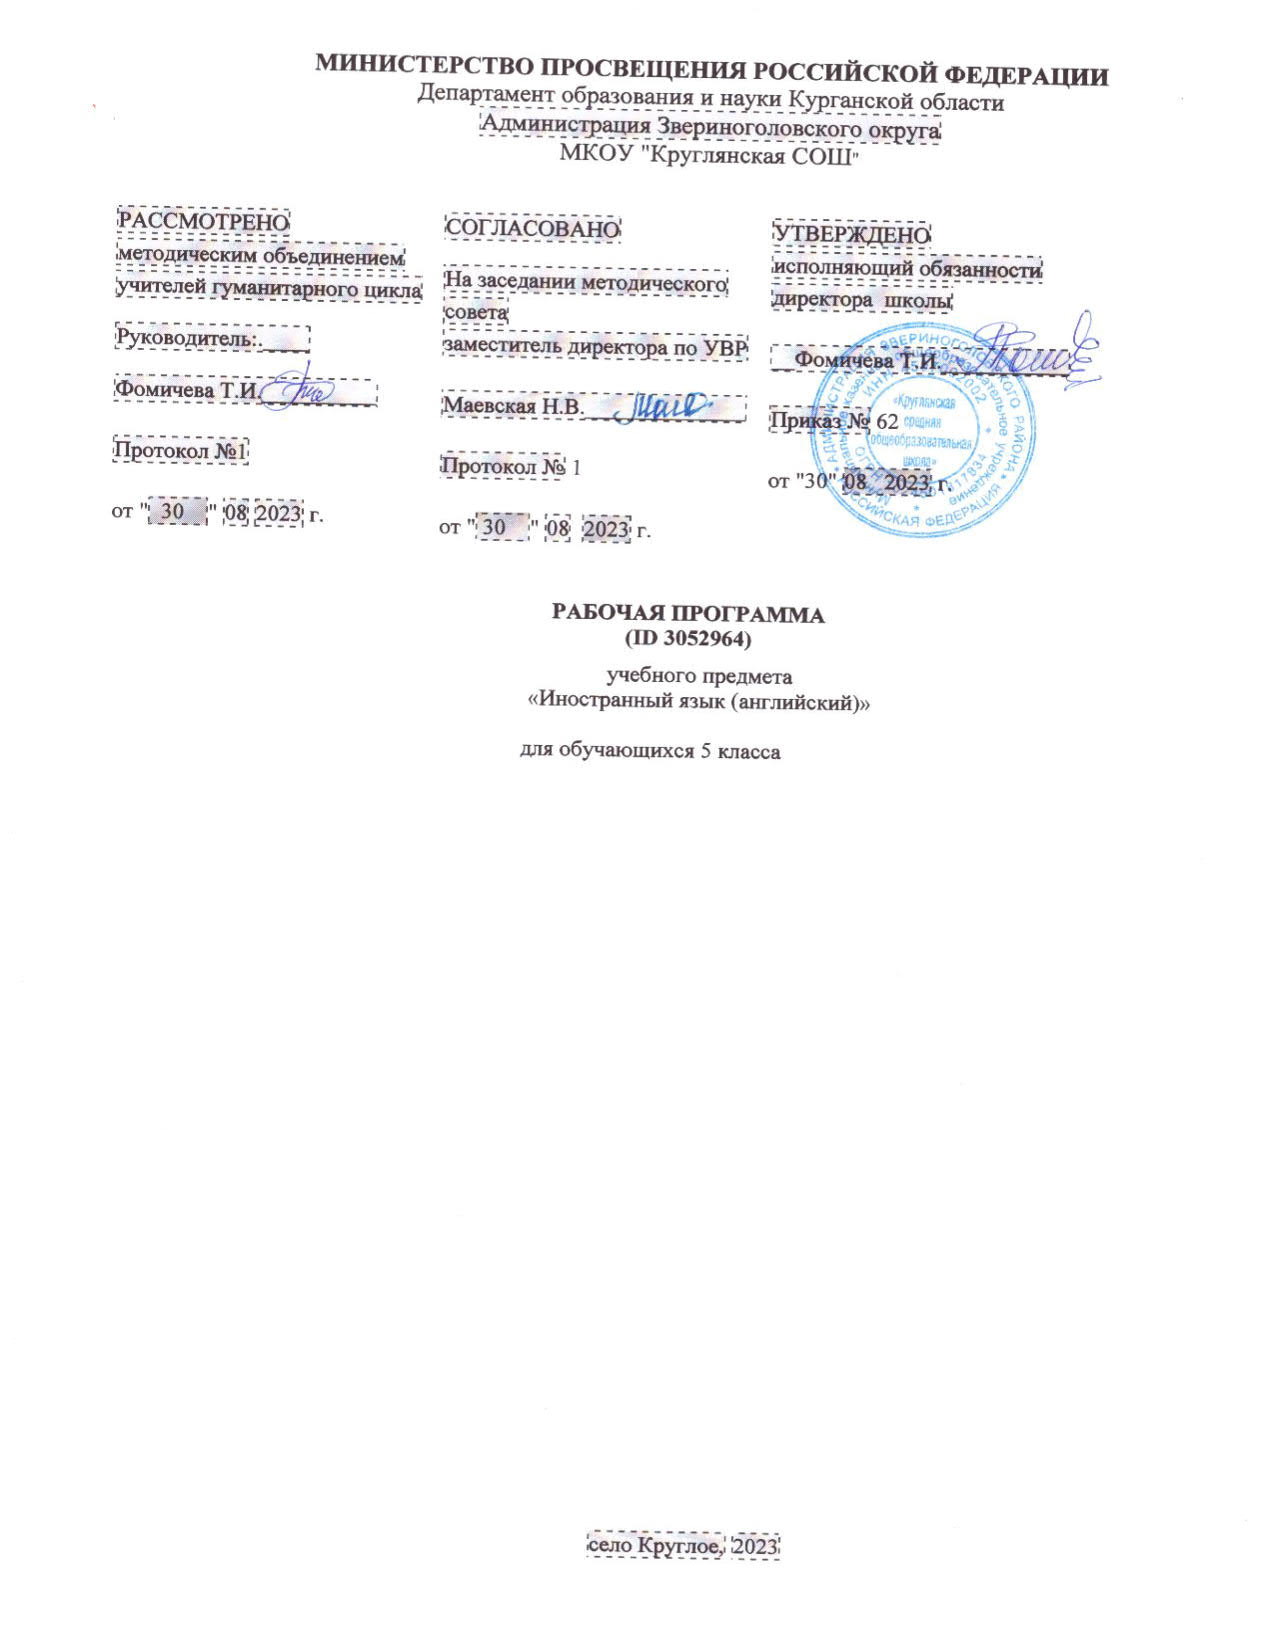 МИНИСТЕРСТВО ПРОСВЕЩЕНИЯ РОССИЙСКОЙ ФЕДЕРАЦИИ
Департамент образования и науки Курганской области
Администрация Звериноголовского округа
МКОУ "Круглянская СОШ"
РАССМОТРЕНО
методическим объединением
учителей гуманитарного цикла
Руководитель:.____
Фомичева Т.И.
Протокол №1
от " 30 " 08 2023 г.
СОГЛАСОВАНО
На заседании методического
совета
заместитель директора по УВР
Маевская Н.В.
Протокол № 1
от " 30 " 08 2023 г.
УТВЕРЖДЕНО
исполняющий обязанности
директора школы
Фомичева Т.И.
Приказ № 62
от "30" 08 2023 г.
«Круглянская
средняя
общеобразовательная
школа»
РАБОЧАЯ ПРОГРАММА
(ID 3052964)
учебного предмета
«Иностранный язык (английский)»
для обучающихся 5 класса
село Круглое, 2023